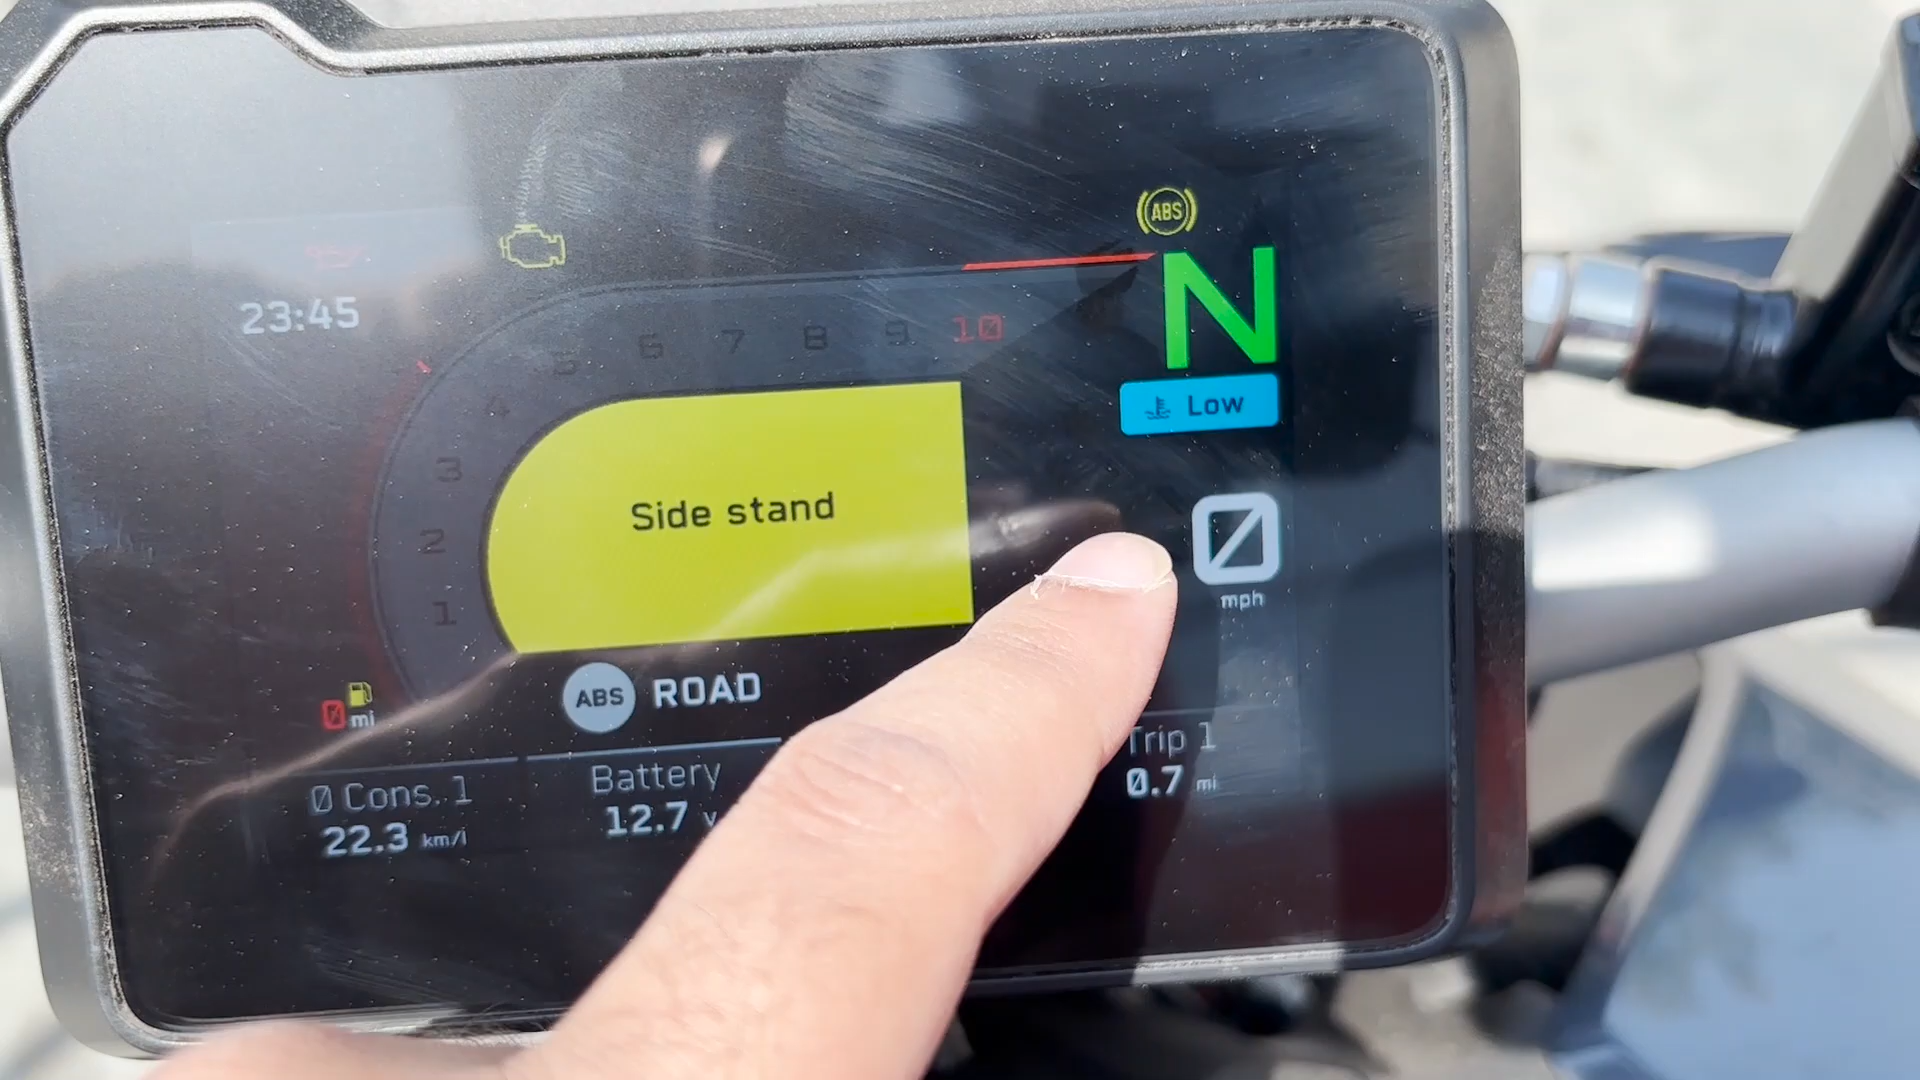 ABS
23:45
N
5 6 7 8 9 10
4
Low
3
Side stand
2
0
mph
1
ABS ROAD
0 mi
Ø Cons. 1
22.3 km/l
Battery
12.7 v
Trip 1
0.7 mi